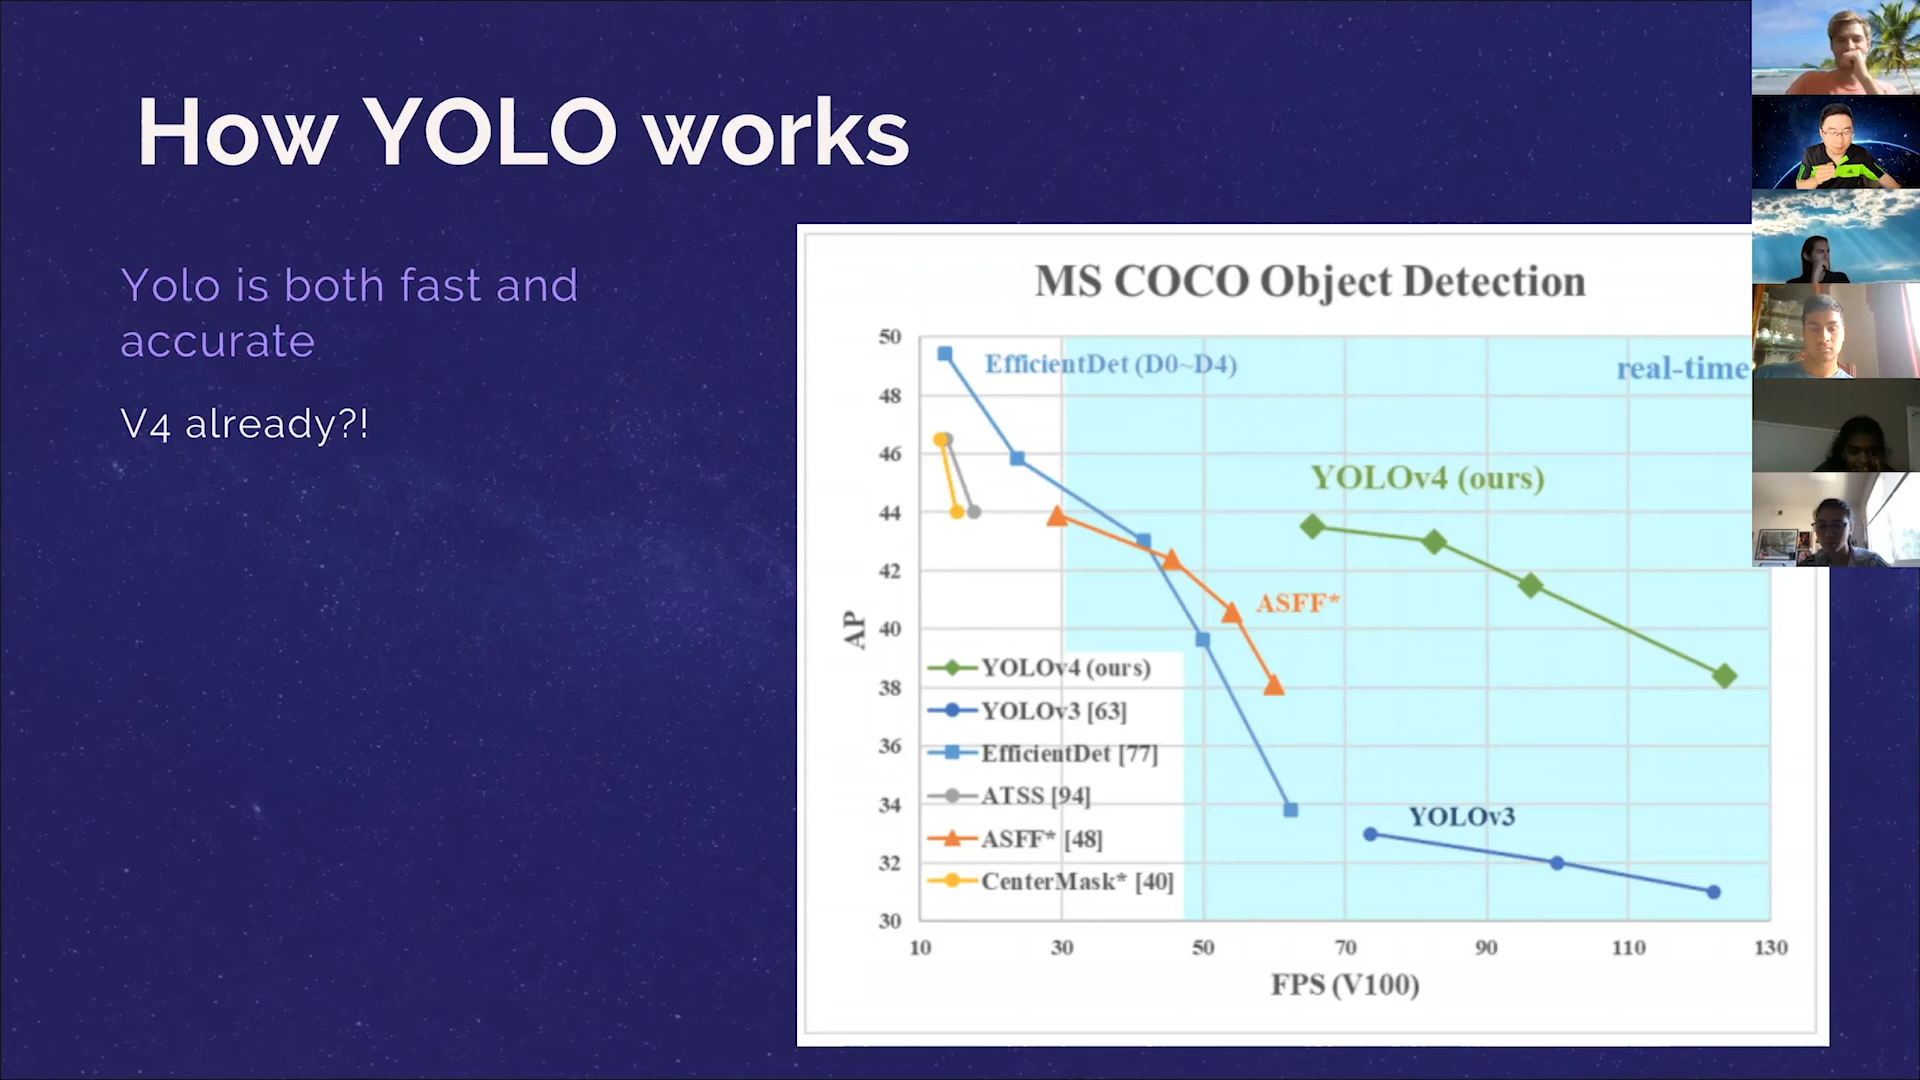 How YOLO works
Yolo is both fast and
accurate
V4 already?!
MS COCO Object Detection
50
48
46
44
42
40
38
36
34
32
30
AP
EfficientDet (D0~D4)
real-time
YOLOv4 (ours)
ASFF*
YOLOv3
YOLOv4 (ours)
YOLOv3 [63]
EfficientDet [77]
ATSS [94]
ASFF* [48]
CenterMask* [40]
10 30 50 70 90 110 130
FPS (V100)